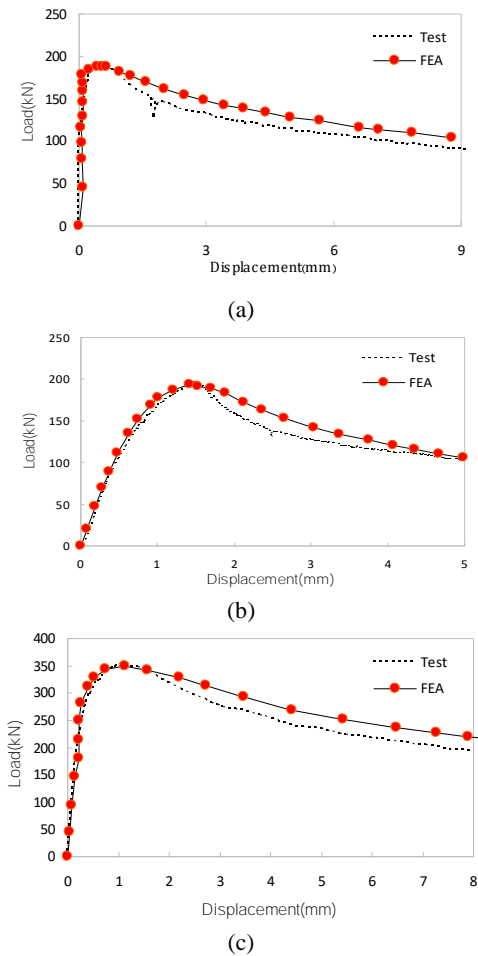 250
200
150
100
50
0
Load(kN)
Test
FEA
0 3 6 9
Displacement(mm)
(a)
250
200
150
100
50
0
Load(kN)
Test
FEA
0 1 2 3 4 5
Displacement(mm)
(b)
400
350
300
250
200
150
100
50
0
Load(kN)
Test
FEA
0 1 2 3 4 5 6 7 8
Displacement(mm)
(c)